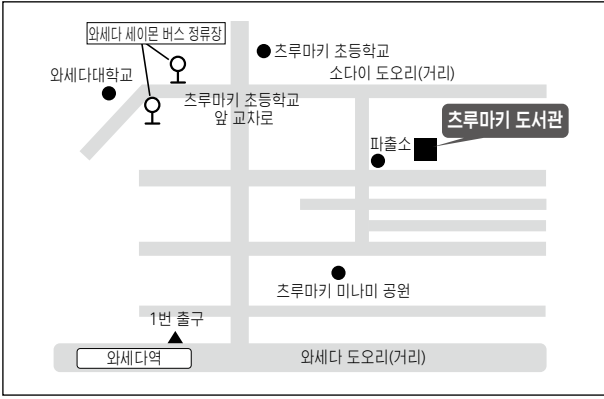 와세다 세이몬 버스 정류장
츠루마키 초등학교
와세다대학교
소다이 도오리(거리)
츠루마키 초등학교
앞 교차로
츠루마키 도서관
파출소
츠루마키 미나미 공원
1번 출구
와세다역
와세다 도오리(거리)